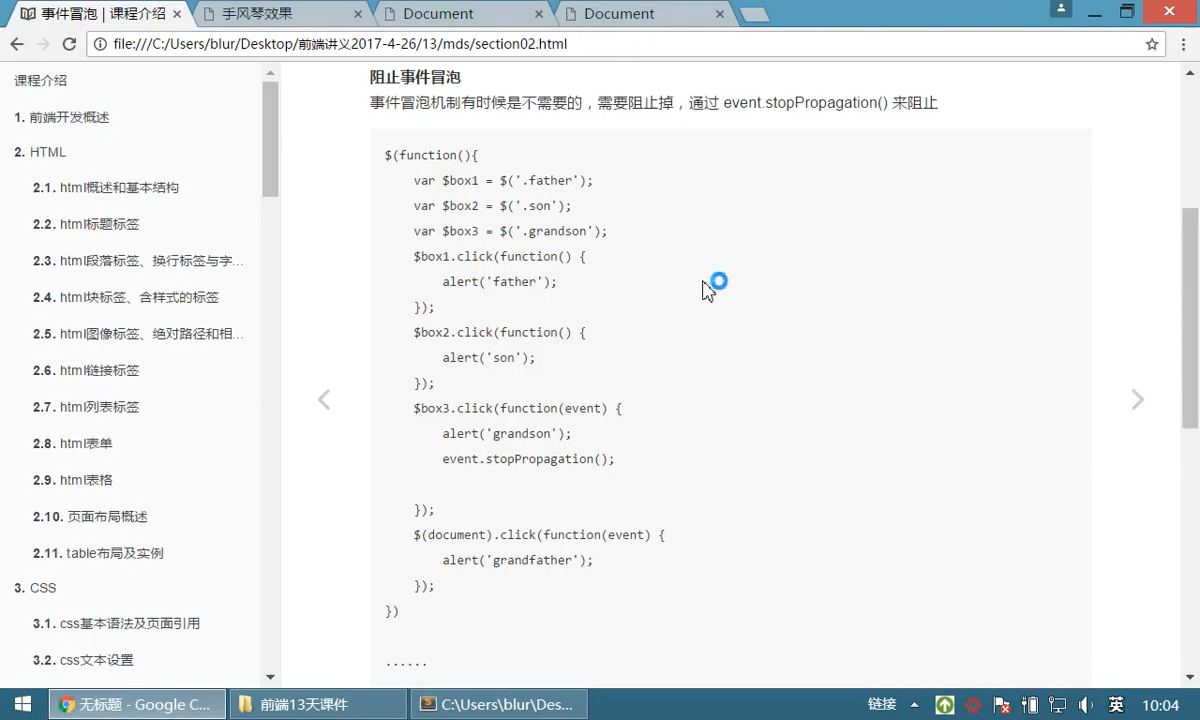 事件冒泡 | 课程介绍
手风琴效果
Document
Document
file:///C:/Users/blur/Desktop/前端讲义2017-4-26/13/mds/section02.html
课程介绍
1. 前端开发概述
2. HTML
2.1. html概述和基本结构
2.2. html标题标签
2.3. html段落标签、换行标签与字...
2.4. html块标签、含样式的标签
2.5. html图像标签、绝对路径和相...
2.6. html链接标签
2.7. html列表标签
2.8. html表单
2.9. html表格
2.10. 页面布局概述
2.11. table布局及实例
3. CSS
3.1. css基本语法及页面引用
3.2. css文本设置
阻止事件冒泡
事件冒泡机制有时候是不需要的，需要阻止掉，通过 event.stopPropagation() 来阻止
$(function(){
var $box1 = $('.father');
var $box2 = $('.son');
var $box3 = $('.grandson');
$box1.click(function() {
alert('father');
});
$box2.click(function() {
alert('son');
});
$box3.click(function(event) {
alert('grandson');
event.stopPropagation();
});
$(document).click(function(event) {
alert('grandfather');
});
})
......
无标题 - Google C...
前端13天课件
C:\Users\blur\Des...
链接
英
10:04